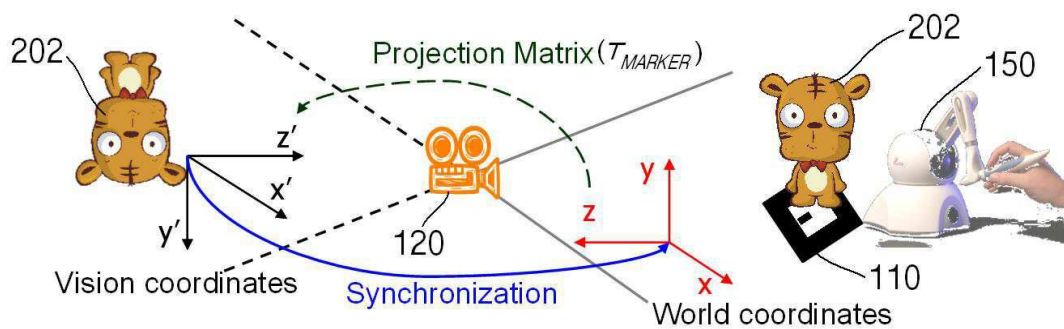 202
Projection Matrix(T_MARKER)
202
150
z'
x'
y'
120
y
z
x
110
Vision coordinates
Synchronization
World coordinates